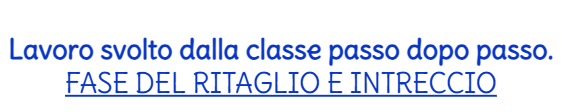 Lavoro svolto dalla classe passo dopo passo.
FASE DEL RITAGLIO E INTRECCIO